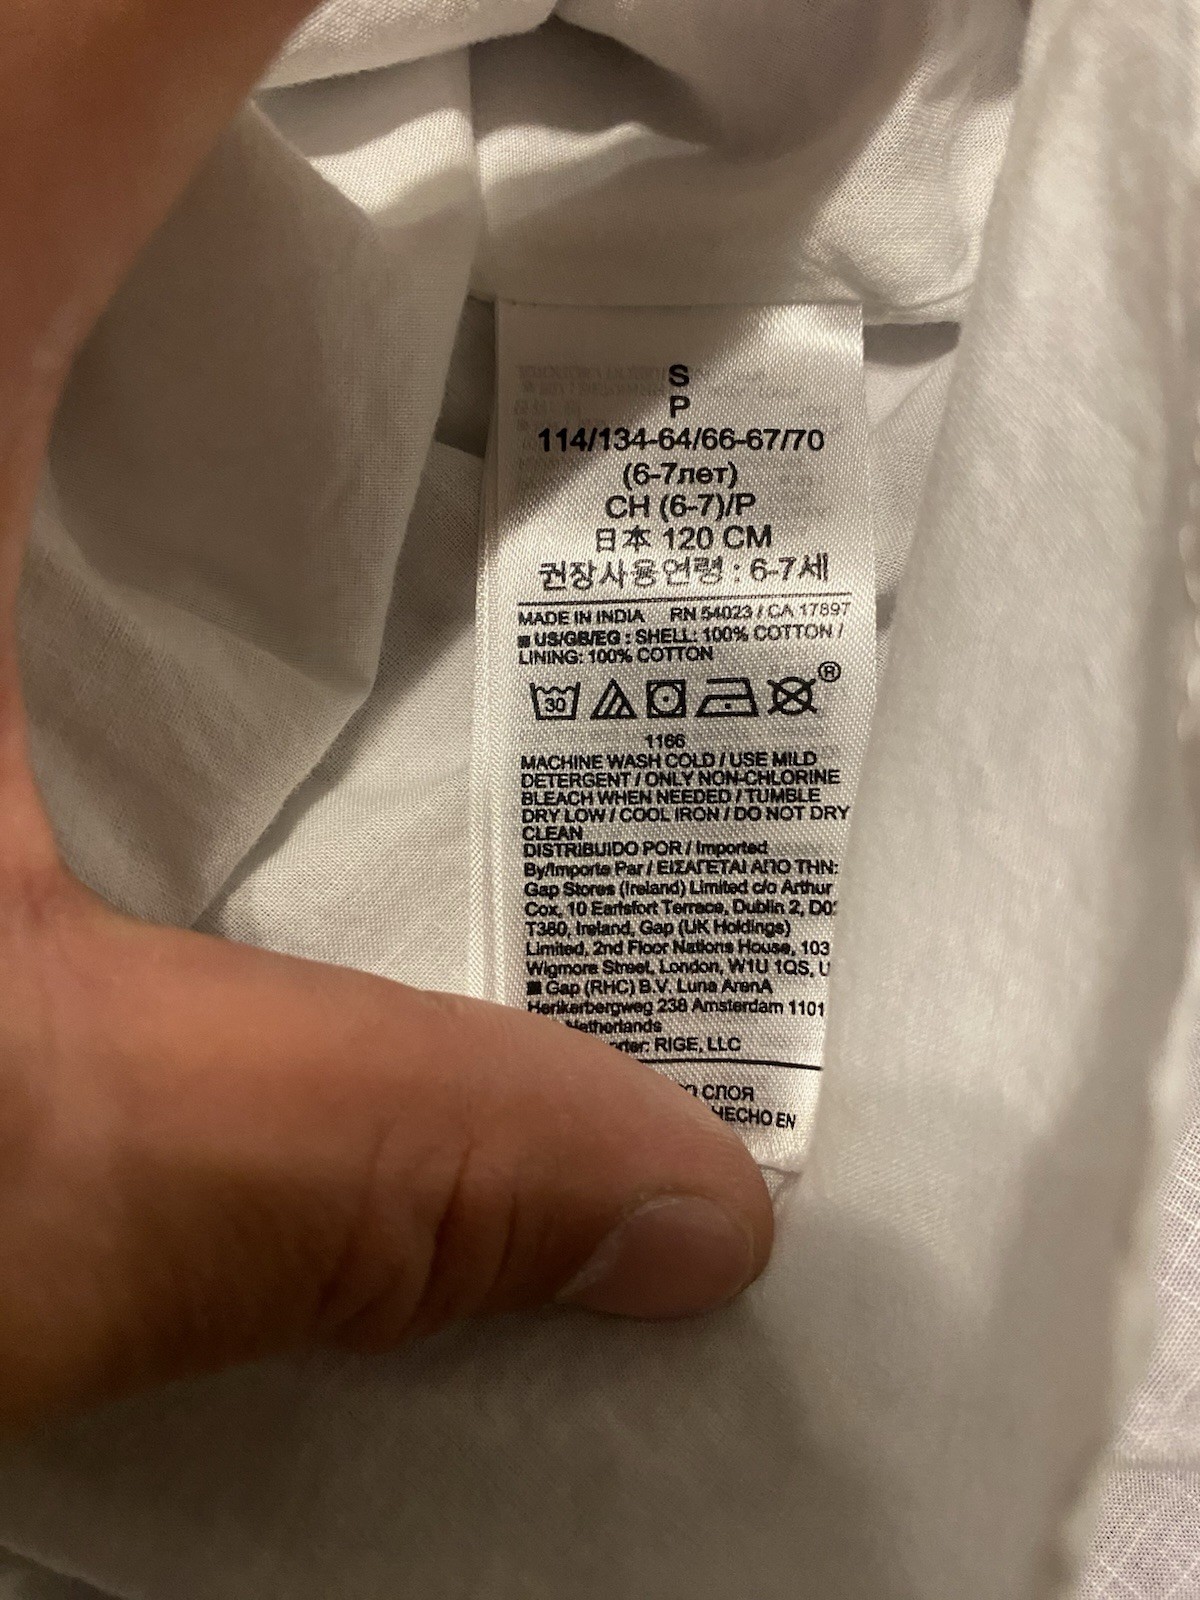 S
P
114/134-64/66-67/70
(6-7лет)
CH (6-7)/P
日本 120 CM
권장사용연령 : 6-7세
MADE IN INDIA RN 54023 / CA 17897
US/GB/EG : SHELL: 100% COTTON /
LINING: 100% COTTON
30
®
1166
MACHINE WASH COLD / USE MILD
DETERGENT / ONLY NON-CHLORINE
BLEACH WHEN NEEDED / TUMBLE
DRY LOW / COOL IRON / DO NOT DRY
CLEAN
DISTRIBUIDO POR / Imported
By/Importe Par / ΕΙΣΑΓΕΤΑΙ ΑΠΟ ΤΗΝ:
Gap Stores (Ireland) Limited c/o Arthur
Cox, 10 Earlsfort Terrace, Dublin 2,
T380, Ireland, Gap (UK Holdings)
Limited, 2nd Floor Nations House, 103
Wigmore Street, London, W1U 1QS,
Gap (RHC) B.V. Luna ArenA
Herikerbergweg 238 Amsterdam 1101
Netherlands
RIGE, LLC
СЛОЯ
HECHO EN